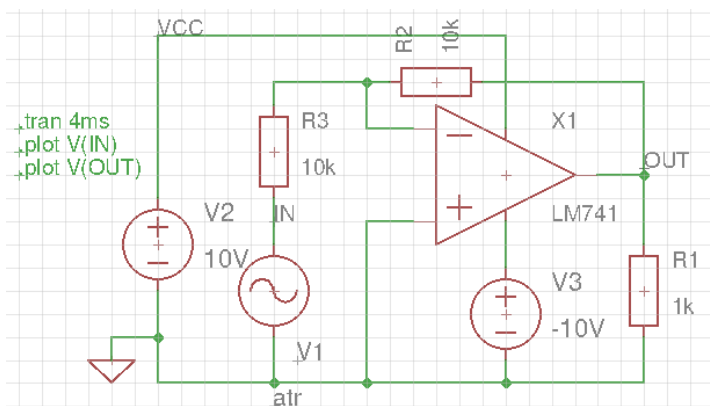 VCC
R2
10k
.tran 4ms
.plot V(IN)
.plot V(OUT)
R3
10k
X1
OUT
LM741
IN
V2
10V
V1
V3
-10V
R1
1k
atr